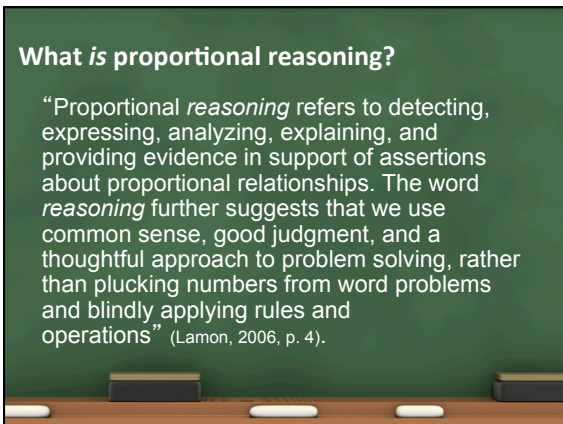 What is proportional reasoning?
“Proportional reasoning refers to detecting,
expressing, analyzing, explaining, and
providing evidence in support of assertions
about proportional relationships. The word
reasoning further suggests that we use
common sense, good judgment, and a
thoughtful approach to problem solving, rather
than plucking numbers from word problems
and blindly applying rules and
operations” (Lamon, 2006, p. 4).